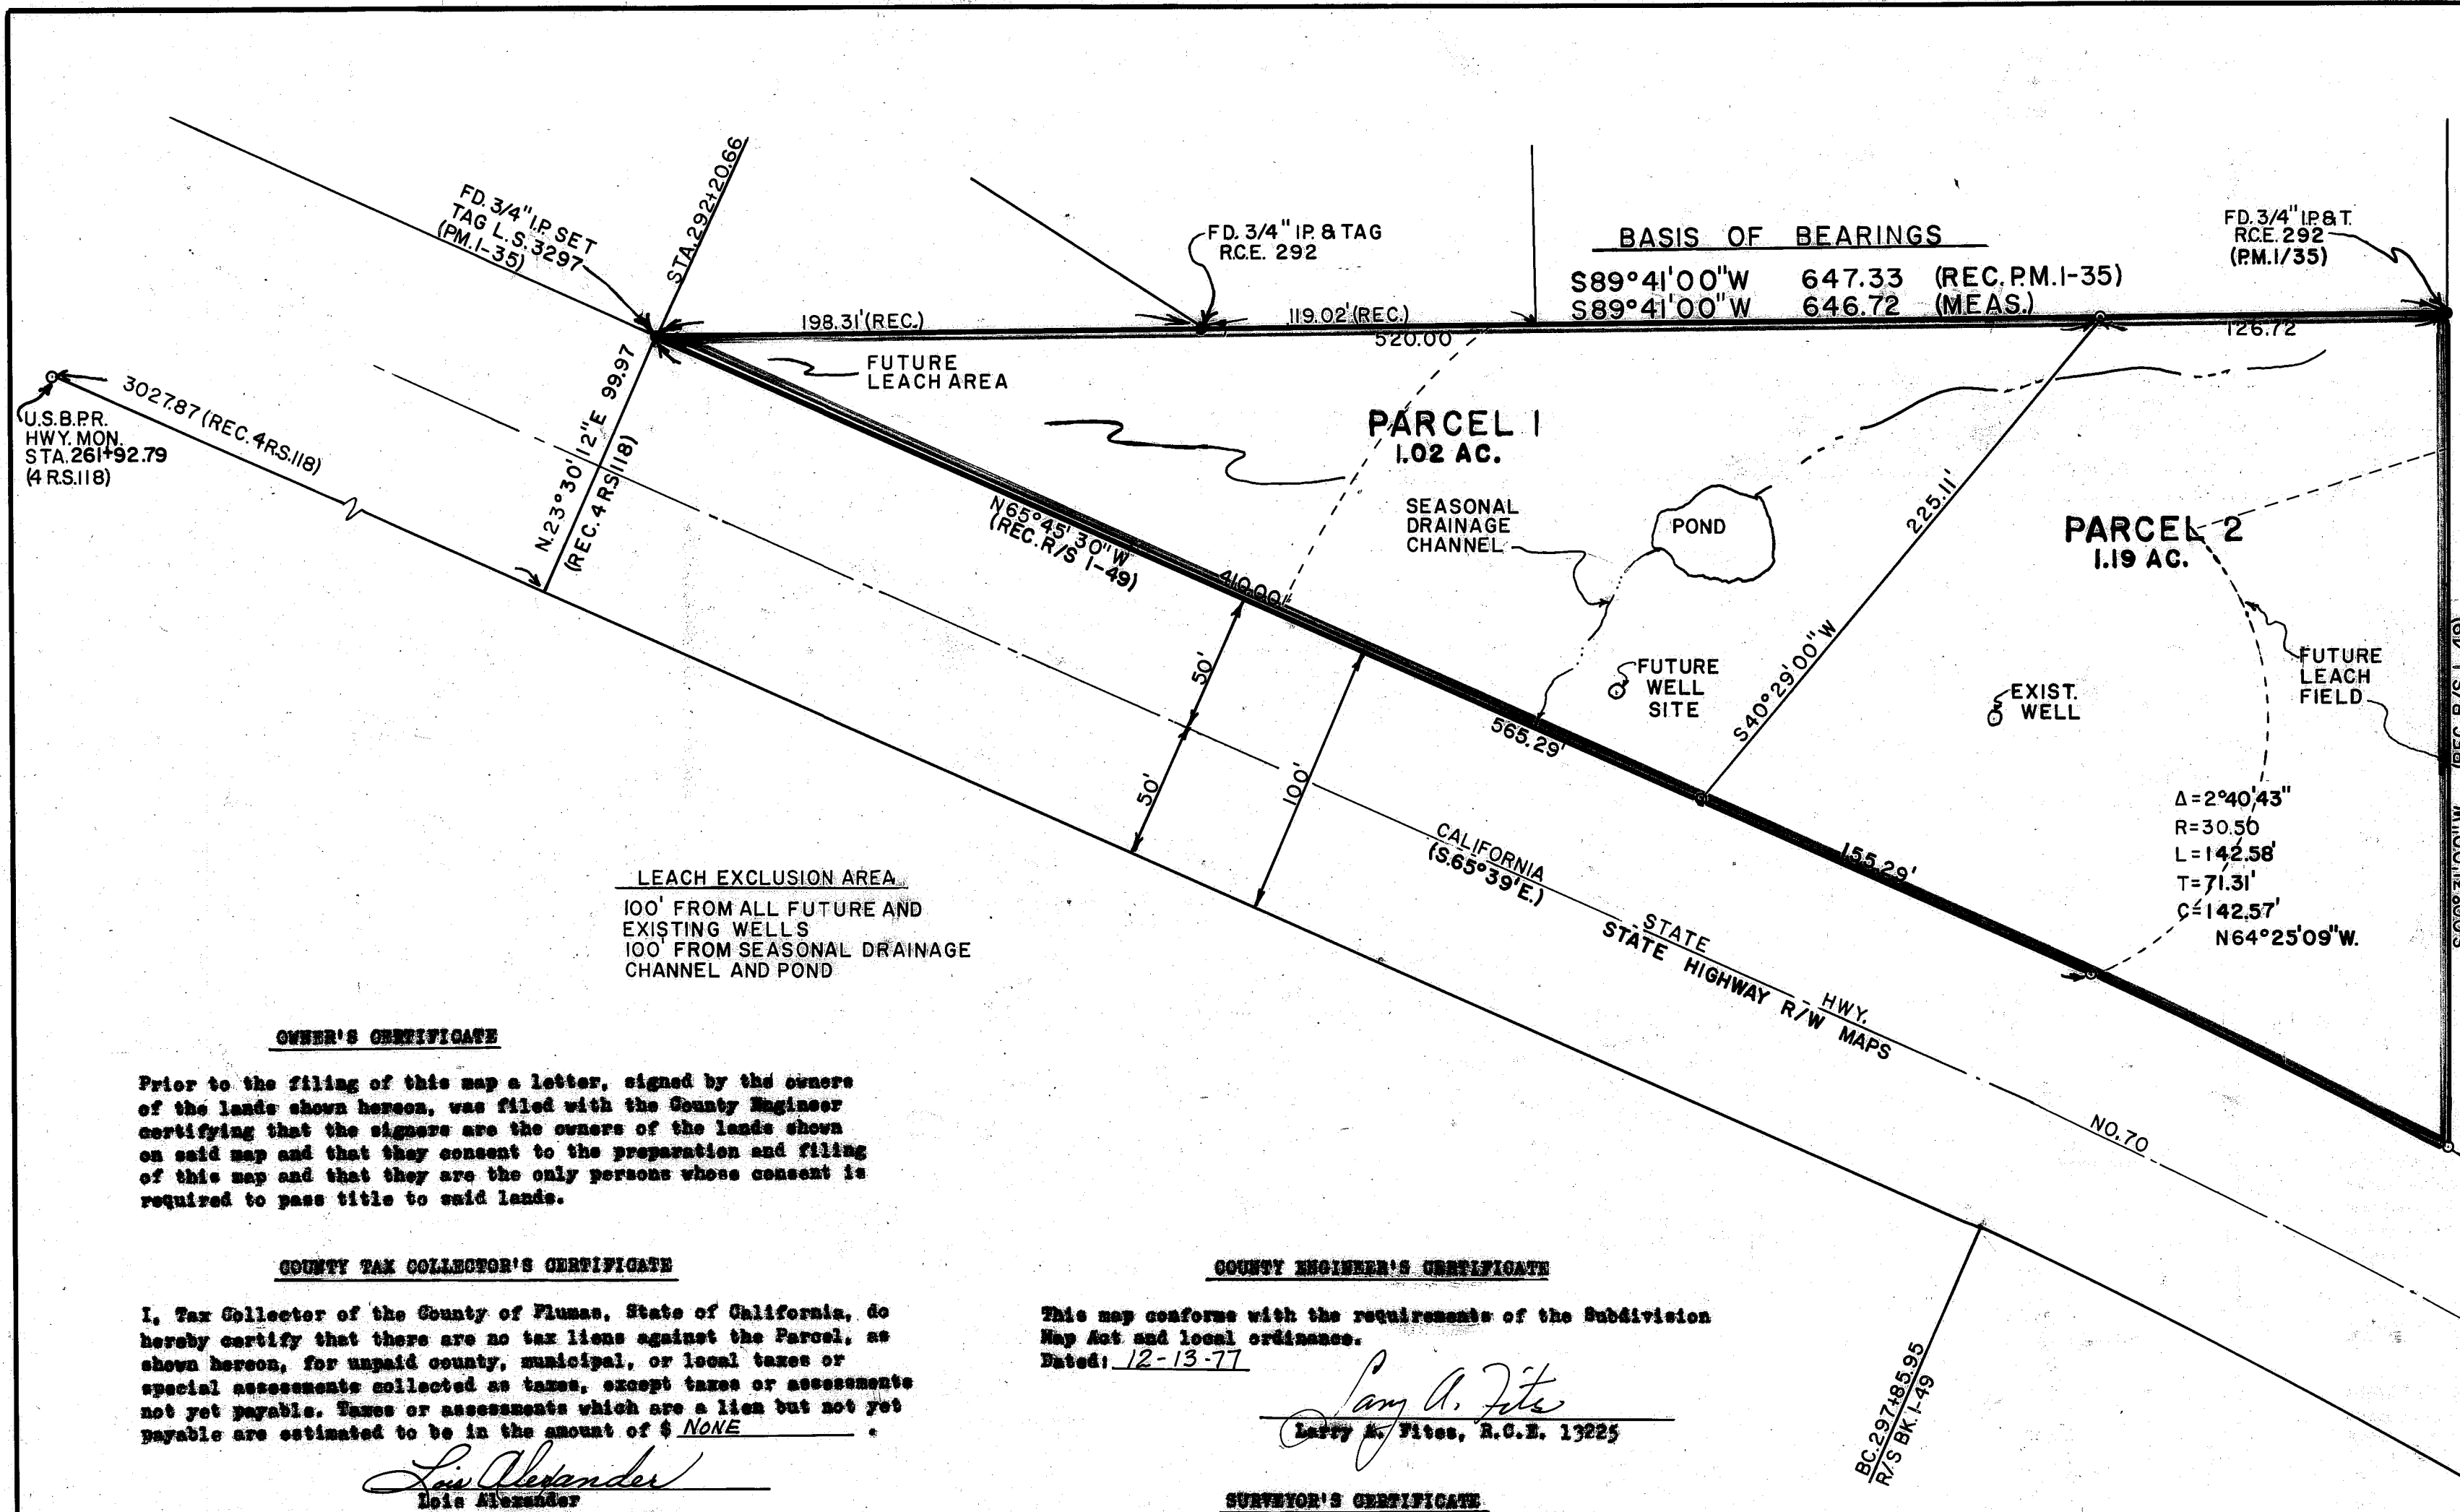 FD. 3/4" I.P. SET
TAG L.S. 3297
(P.M. 1-35)
STA. 292+20.66
FD. 3/4" I.P. & TAG
R.C.E. 292
BASIS OF BEARINGS
S89°41'00"W 647.33 (REC. P.M. 1-35)
S89°41'00"W 646.72 (MEAS.)
FD. 3/4" I.P. & T.
R.C.E. 292
(P.M. 1/35)
198.31' (REC.)
119.02' (REC.)
520.00
126.72
3027.87 (REC. 4 R.S. 118)
U.S.B.P.R.
HWY. MON.
STA. 261+92.79
(4 R.S. 118)
N.23°30'12"E 99.97
(REC. 4 R.S. 118)
FUTURE
LEACH AREA
PARCEL 1
1.02 AC.
N65°45'30"W
(REC. R/S 1-49)
410.00'
SEASONAL
DRAINAGE
CHANNEL
POND
225.11'
S40°29'00"W
PARCEL 2
1.19 AC.
FUTURE
WELL
SITE
EXIST.
WELL
FUTURE
LEACH
FIELD
50'
50'
100'
565.29'
155.29'
Δ = 2°40'43"
R = 30.50
L = 142.58'
T = 71.31'
C = 142.57'
N64°25'09"W.
CALIFORNIA STATE HWY. NO. 70
(S.65°39'E.) STATE HIGHWAY R/W MAPS
LEACH EXCLUSION AREA
100' FROM ALL FUTURE AND
EXISTING WELLS
100' FROM SEASONAL DRAINAGE
CHANNEL AND POND
OWNER'S CERTIFICATE
Prior to the filing of this map a letter, signed by the owners
of the lands shown hereon, was filed with the County Engineer
certifying that the signers are the owners of the lands shown
on said map and that they consent to the preparation and filing
of this map and that they are the only persons whose consent is
required to pass title to said lands.
COUNTY TAX COLLECTOR'S CERTIFICATE
I, Tax Collector of the County of Plumas, State of California, do
hereby certify that there are no tax liens against the Parcel, as
shown hereon, for unpaid county, municipal, or local taxes or
special assessments collected as taxes, except taxes or assessments
not yet payable. Taxes or assessments which are a lien but not yet
payable are estimated to be in the amount of $ NONE .
Lois Alexander
Lois Alexander
COUNTY ENGINEER'S CERTIFICATE
This map conforms with the requirements of the Subdivision
Map Act and local ordinance.
Dated: 12-13-77
Larry A. Fites
Larry A. Fites, R.C.E. 13225
BC. 297+85.95
R/S BK. 1-49
SURVEYOR'S CERTIFICATE